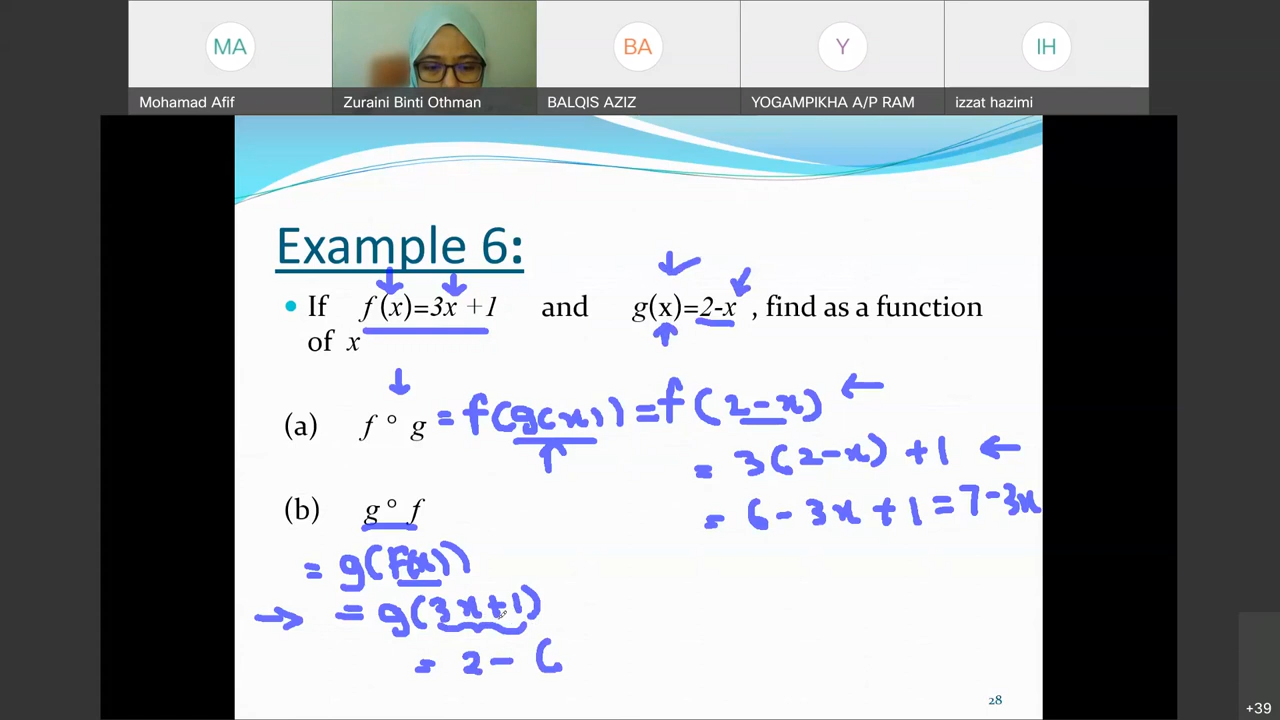 MA
BA
Y
IH
Mohamad Afif
Zuraini Binti Othman
BALQIS AZIZ
YOGAMPIKHA A/P RAM
izzat hazimi
Example 6:
• If f (x)=3x +1 and g(x)=2-x , find as a function
of x
(a) f ° g = f(g(x)) = f(2-x) ←
= 3(2-x) +1 ←
(b) g ° f
= 6-3x+1 = 7-3x
= g(f(x))
→ = g(3x+1)
= 2-(
28
+39